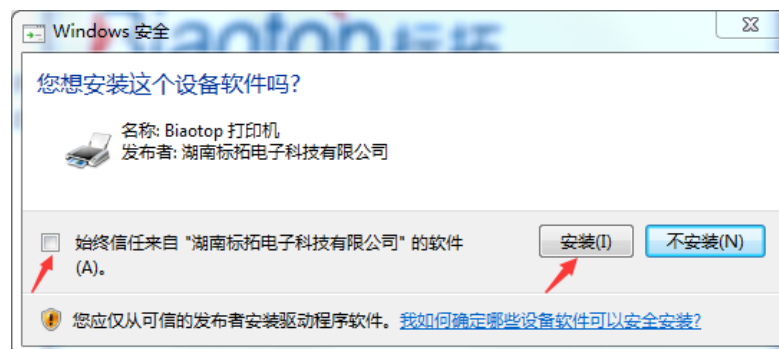 Biaotop 标拓
Windows 安全
您想安装这个设备软件吗?
名称: Biaotop 打印机
发布者: 湖南标拓电子科技有限公司
始终信任来自 "湖南标拓电子科技有限公司" 的软件
(A)。
安装(I)
不安装(N)
您应仅从可信的发布者安装驱动程序软件。我如何确定哪些设备软件可以安全安装?